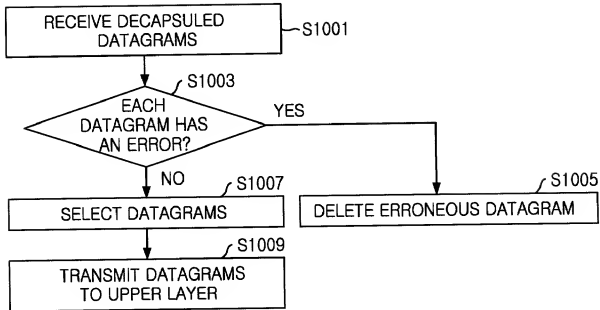 RECEIVE DECAPSULED
DATAGRAMS
S1001
S1003
EACH
DATAGRAM HAS
AN ERROR?
YES
NO
S1007
SELECT DATAGRAMS
S1005
DELETE ERRONEOUS DATAGRAM
S1009
TRANSMIT DATAGRAMS
TO UPPER LAYER